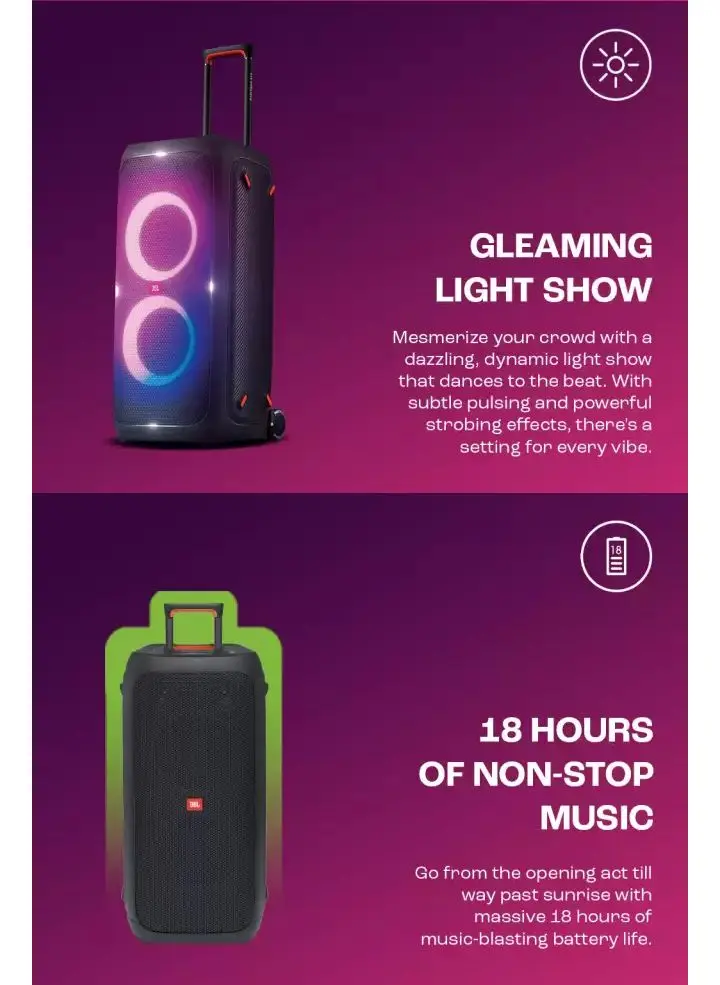 JBL
GLEAMING
LIGHT SHOW
Mesmerize your crowd with a
dazzling, dynamic light show
that dances to the beat. With
subtle pulsing and powerful
strobing effects, there's a
setting for every vibe.
18
JBL
18 HOURS
OF NON-STOP
MUSIC
Go from the opening act till
way past sunrise with
massive 18 hours of
music-blasting battery life.